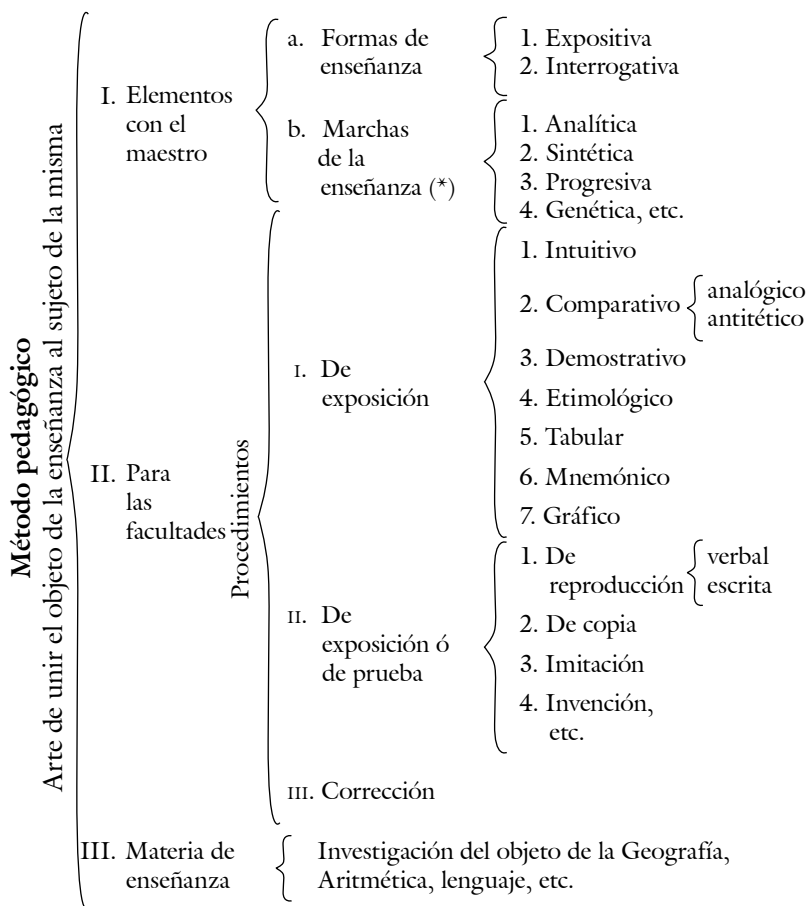 Método pedagógico
Arte de unir el objeto de la enseñanza al sujeto de la misma
I. Elementos
con el
maestro
a. Formas de
enseñanza
1. Expositiva
2. Interrogativa
b. Marchas
de la
enseñanza (*)
1. Analítica
2. Sintética
3. Progresiva
4. Genética, etc.
II. Para
las
facultades
Procedimientos
I. De
exposición
1. Intuitivo
2. Comparativo
analógico
antitético
3. Demostrativo
4. Etimológico
5. Tabular
6. Mnemónico
7. Gráfico
II. De
exposición ó
de prueba
1. De
reproducción
verbal
escrita
2. De copia
3. Imitación
4. Invención,
etc.
III. Corrección
III. Materia de
enseñanza
Investigación del objeto de la Geografía,
Aritmética, lenguaje, etc.